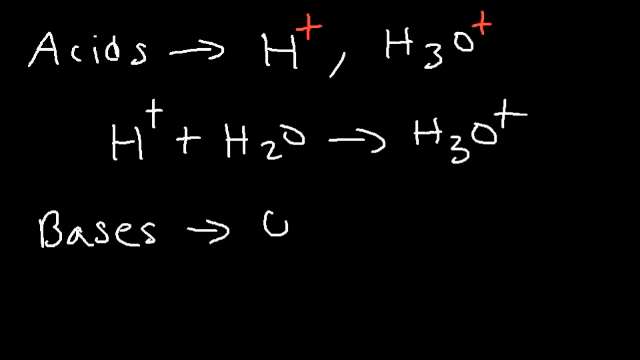 Acids → H⁺, H₃O⁺
H⁺ + H₂O → H₃O⁺
Bases →